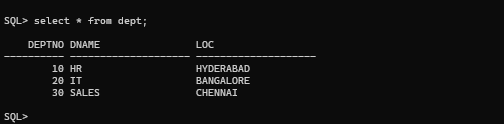 SQL> select * from dept;
DEPTNO DNAME LOC
---------- -------------------- --------------------
10 HR HYDERABAD
20 IT BANGALORE
30 SALES CHENNAI
SQL>